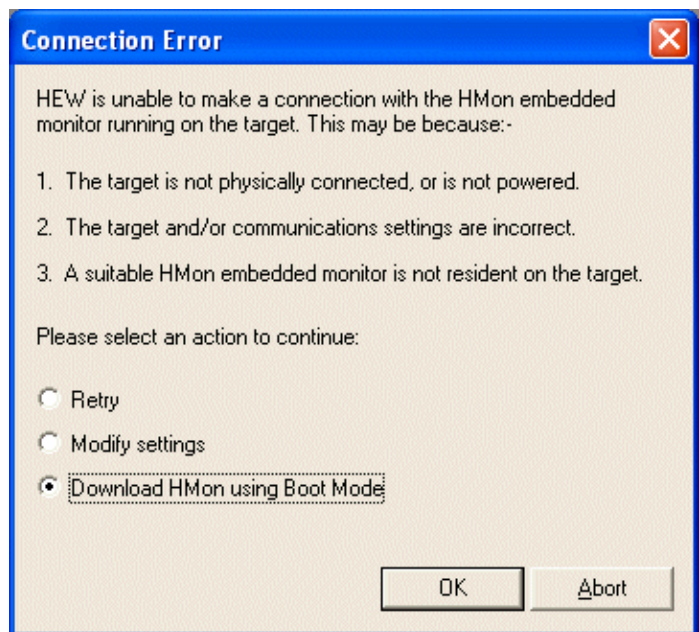 Connection Error
HEW is unable to make a connection with the HMon embedded
monitor running on the target. This may be because:-
1. The target is not physically connected, or is not powered.
2. The target and/or communications settings are incorrect.
3. A suitable HMon embedded monitor is not resident on the target.
Please select an action to continue:
Retry
Modify settings
Download HMon using Boot Mode
OK Abort